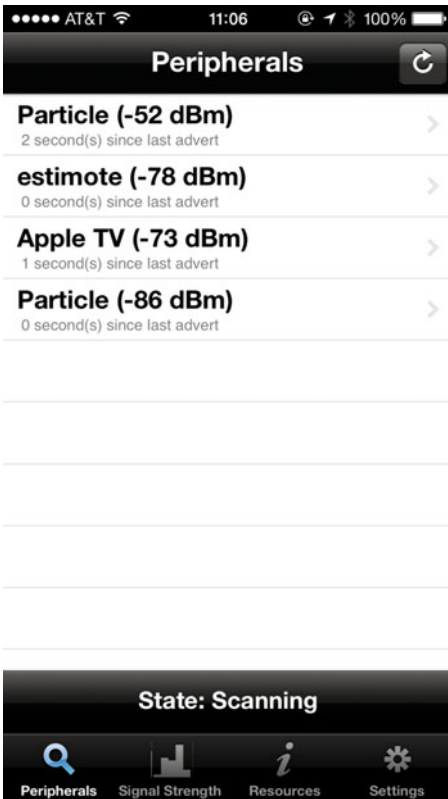 AT&T 11:06 100%
Peripherals
Particle (-52 dBm)
2 second(s) since last advert
estimote (-78 dBm)
0 second(s) since last advert
Apple TV (-73 dBm)
1 second(s) since last advert
Particle (-86 dBm)
0 second(s) since last advert
State: Scanning
Peripherals Signal Strength Resources Settings